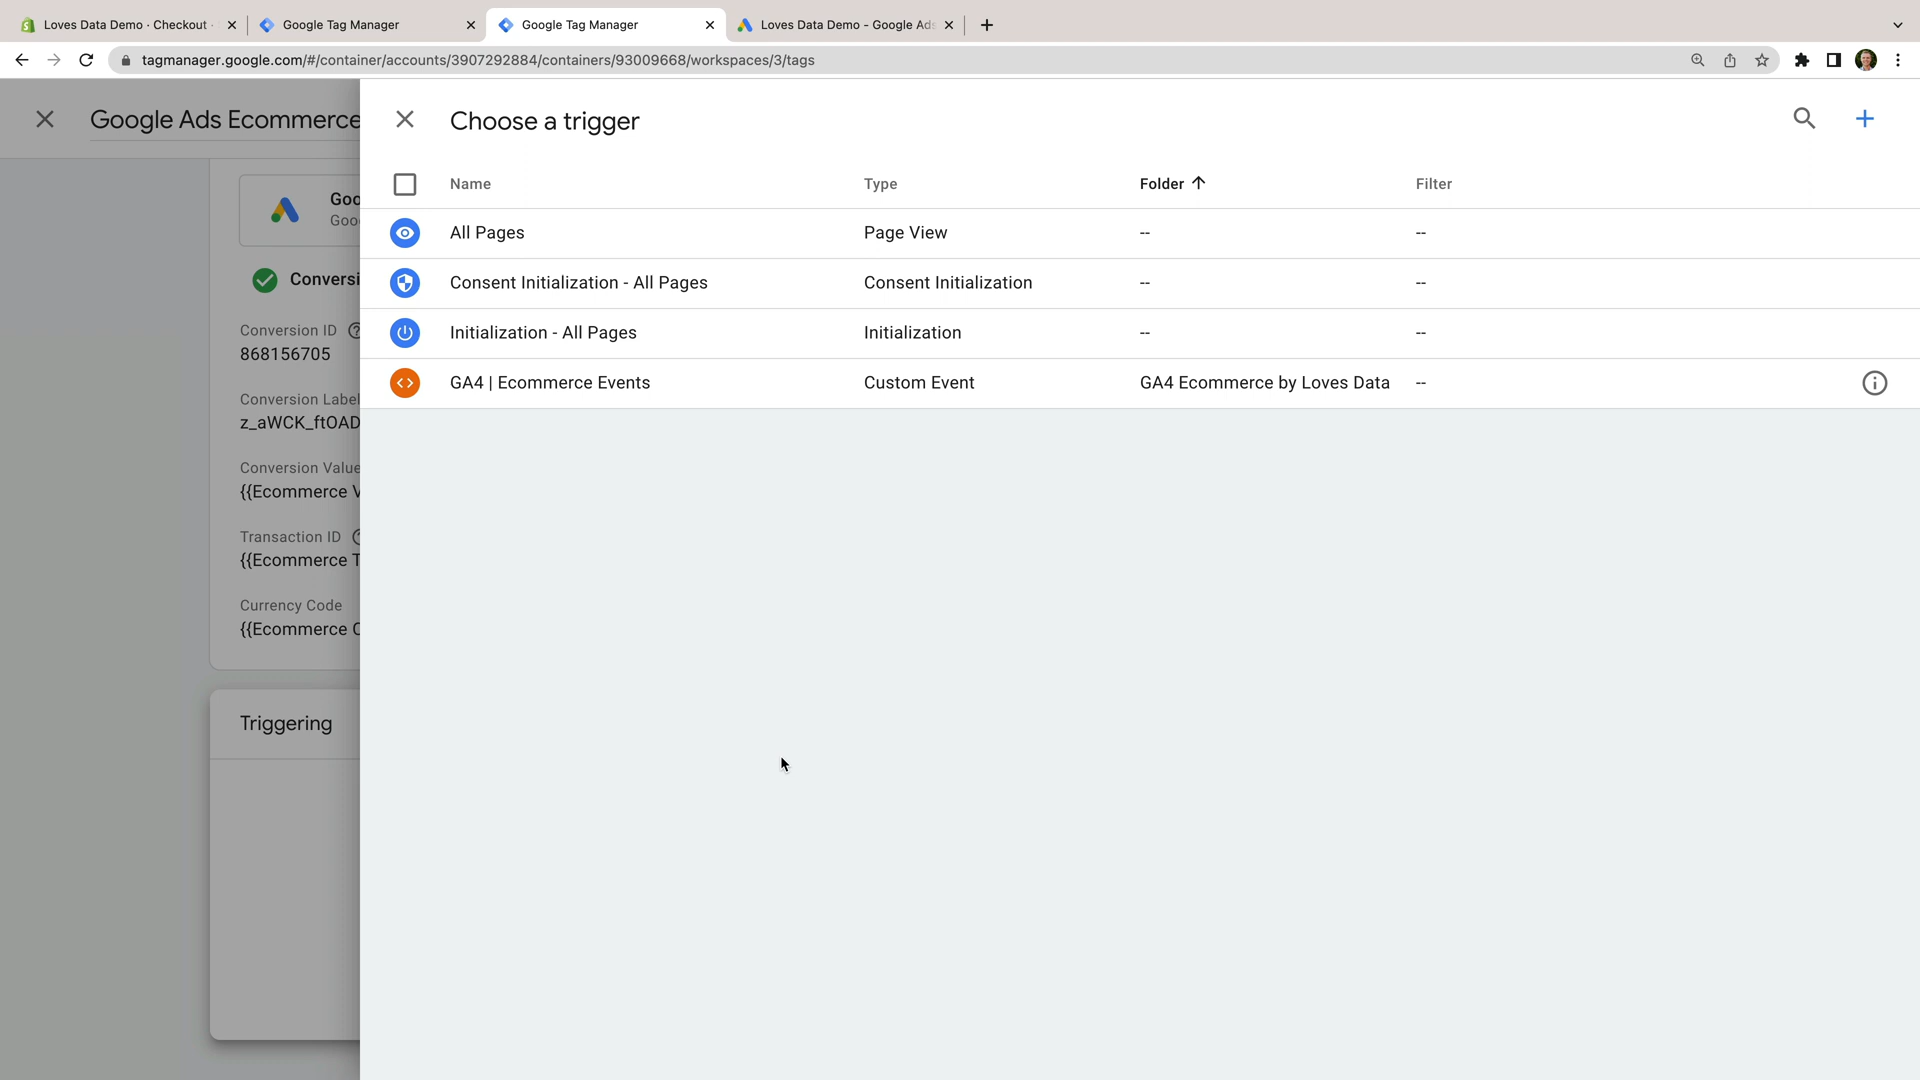 Loves Data Demo · Checkout ·
Google Tag Manager
Google Tag Manager
Loves Data Demo - Google Ads
tagmanager.google.com/#/container/accounts/3907292884/containers/93009668/workspaces/3/tags
Google Ads Ecommerce
Choose a trigger
Name Type Folder Filter
All Pages Page View -- --
Consent Initialization - All Pages Consent Initialization -- --
Initialization - All Pages Initialization -- --
GA4 | Ecommerce Events Custom Event GA4 Ecommerce by Loves Data --
Goo
Goo
Conversi
Conversion ID
868156705
Conversion Label
z_aWCK_ftOAD
Conversion Value
{{Ecommerce V
Transaction ID
{{Ecommerce T
Currency Code
{{Ecommerce C
Triggering